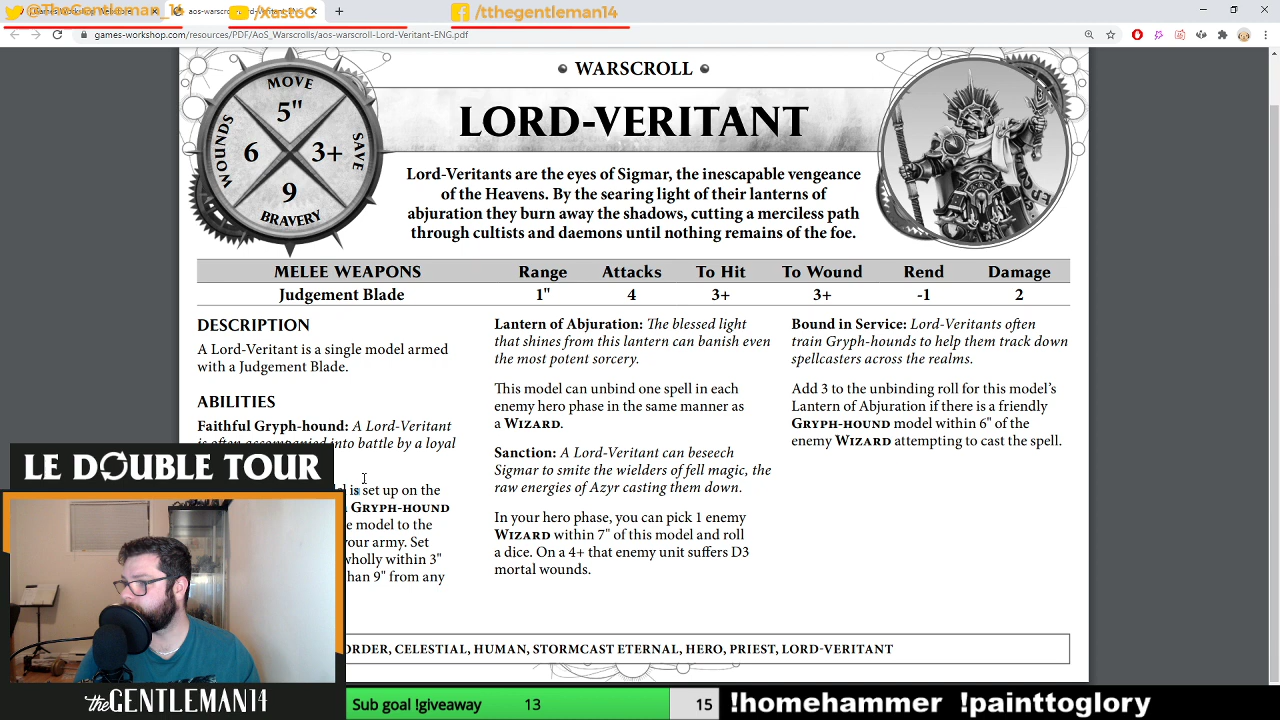 @TheGentleman_14
/xastoC
/tthegentleman14
games-workshop.com/resources/PDF/AoS_Warscrolls/aos-warscroll-Lord-Veritant-ENG.pdf
WARSCROLL
MOVE
5"
WOUNDS
6
3+
SAVE
9
BRAVERY
LORD-VERITANT
Lord-Veritants are the eyes of Sigmar, the inescapable vengeance
of the Heavens. By the searing light of their lanterns of
abjuration they burn away the shadows, cutting a merciless path
through cultists and daemons until nothing remains of the foe.
MELEE WEAPONS Range Attacks To Hit To Wound Rend Damage
Judgement Blade 1" 4 3+ 3+ -1 2
DESCRIPTION
A Lord-Veritant is a single model armed
with a Judgement Blade.
ABILITIES
Faithful Gryph-hound: A Lord-Veritant
is often accompanied into battle by a loyal
is set up on the
GRYPH-HOUND
model to the
your army. Set
wholly within 3"
than 9" from any
Lantern of Abjuration: The blessed light
that shines from this lantern can banish even
the most potent sorcery.
This model can unbind one spell in each
enemy hero phase in the same manner as
a WIZARD.
Sanction: A Lord-Veritant can beseech
Sigmar to smite the wielders of fell magic, the
raw energies of Azyr casting them down.
In your hero phase, you can pick 1 enemy
WIZARD within 7" of this model and roll
a dice. On a 4+ that enemy unit suffers D3
mortal wounds.
Bound in Service: Lord-Veritants often
train Gryph-hounds to help them track down
spellcasters across the realms.
Add 3 to the unbinding roll for this model's
Lantern of Abjuration if there is a friendly
GRYPH-HOUND model within 6" of the
enemy WIZARD attempting to cast the spell.
ORDER, CELESTIAL, HUMAN, STORMCAST ETERNAL, HERO, PRIEST, LORD-VERITANT
LE DOUBLE TOUR
theGENTLEMAN14
Sub goal !giveaway 13 15
!homehammer !painttoglory